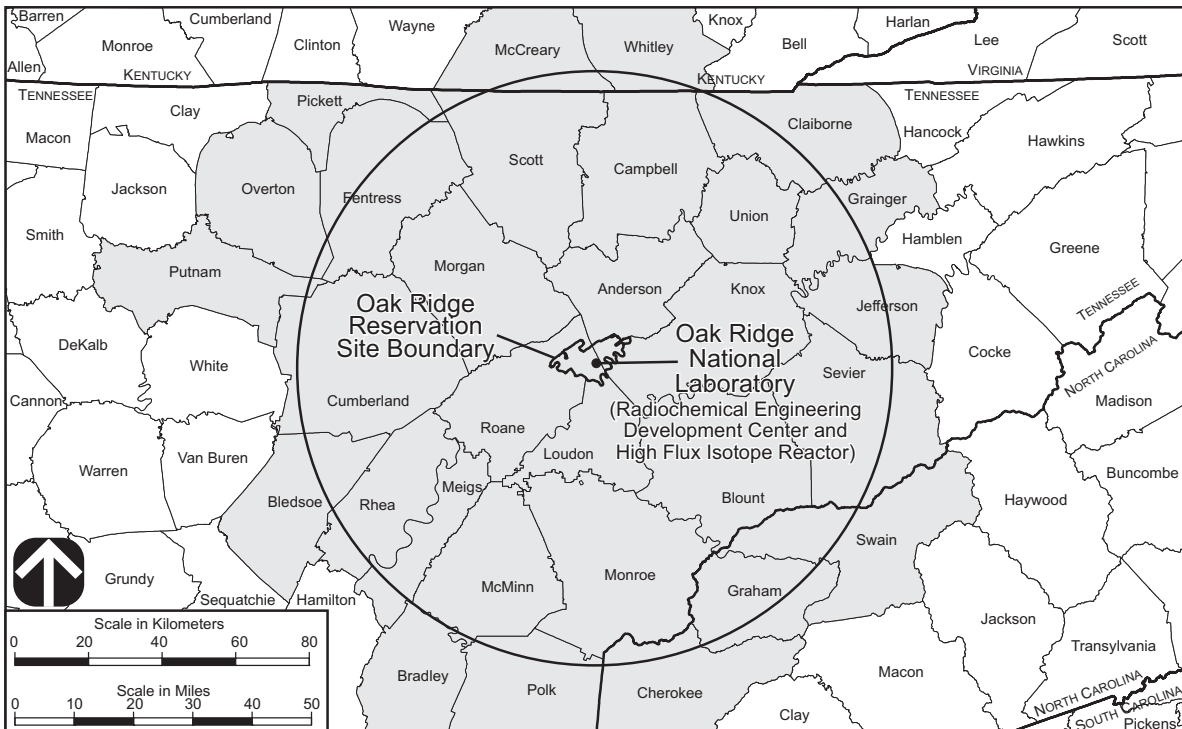 Barren
Cumberland
Wayne
Knox
Harlan
Monroe
Clinton
McCreary
Whitley
Bell
Lee
Scott
Allen
KENTUCKY
KENTUCKY
VIRGINIA
TENNESSEE
Clay
Pickett
TENNESSEE
Macon
Scott
Claiborne
Hancock
Hawkins
Jackson
Overton
Fentress
Campbell
Union
Grainger
Smith
Hamblen
Greene
Putnam
Morgan
Anderson
Knox
Jefferson
TENNESSEE
Oak Ridge
Reservation
Site Boundary
Oak Ridge
National
Laboratory
(Radiochemical Engineering
Development Center and
High Flux Isotope Reactor)
DeKalb
White
Sevier
Cocke
NORTH CAROLINA
Madison
Cannon
Cumberland
Roane
Loudon
Warren
Van Buren
Meigs
Buncombe
Bledsoe
Rhea
Blount
Haywood
Swain
Grundy
Sequatchie
Hamilton
McMinn
Monroe
Graham
Jackson
Transylvania
Bradley
Polk
Cherokee
Macon
Clay
NORTH CAROLINA
SOUTH CAROLINA
Pickens
Scale in Kilometers
0 20 40 60 80
Scale in Miles
0 10 20 30 40 50